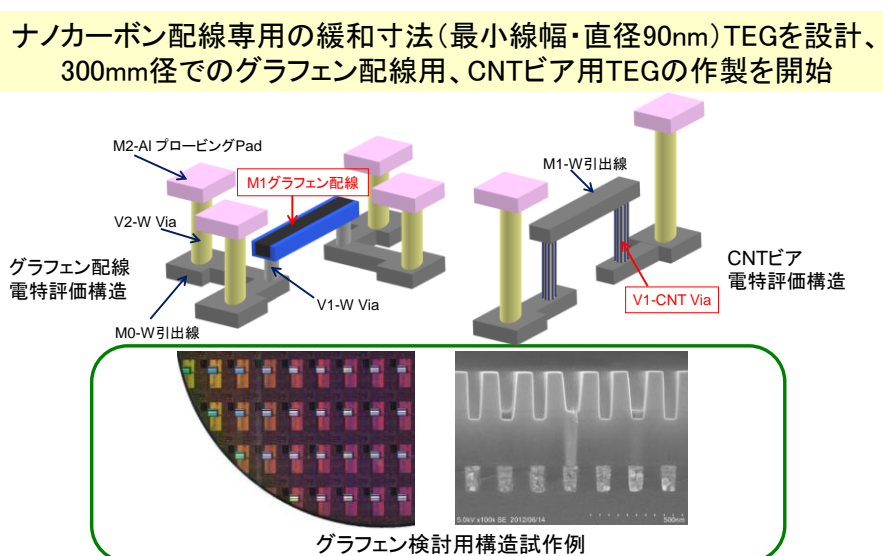 ナノカーボン配線専用の緩和寸法（最小線幅・直径90nm）TEGを設計、
300mm径でのグラフェン配線用、CNTビア用TEGの作製を開始
M2-Al プロービングPad
M1グラフェン配線
V2-W Via
グラフェン配線
電特評価構造
V1-W Via
M0-W引出線
M1-W引出線
CNTビア
電特評価構造
V1-CNT Via
5.0kV x100k SE 2012/06/14
500nm
グラフェン検討用構造試作例